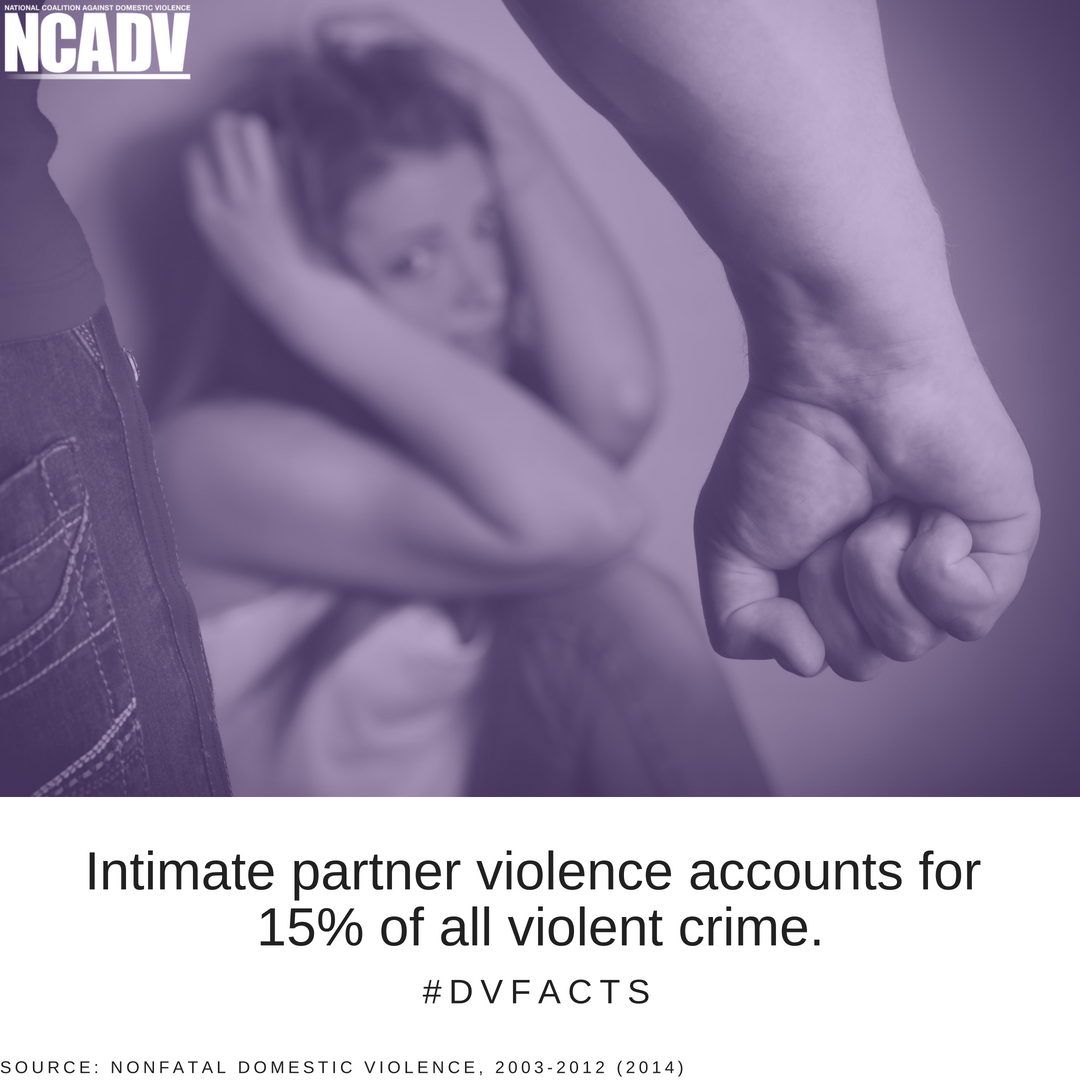 NATIONAL COALITION AGAINST DOMESTIC VIOLENCE
NCADV
Intimate partner violence accounts for
15% of all violent crime.
#DVFACTS
SOURCE: NONFATAL DOMESTIC VIOLENCE, 2003-2012 (2014)